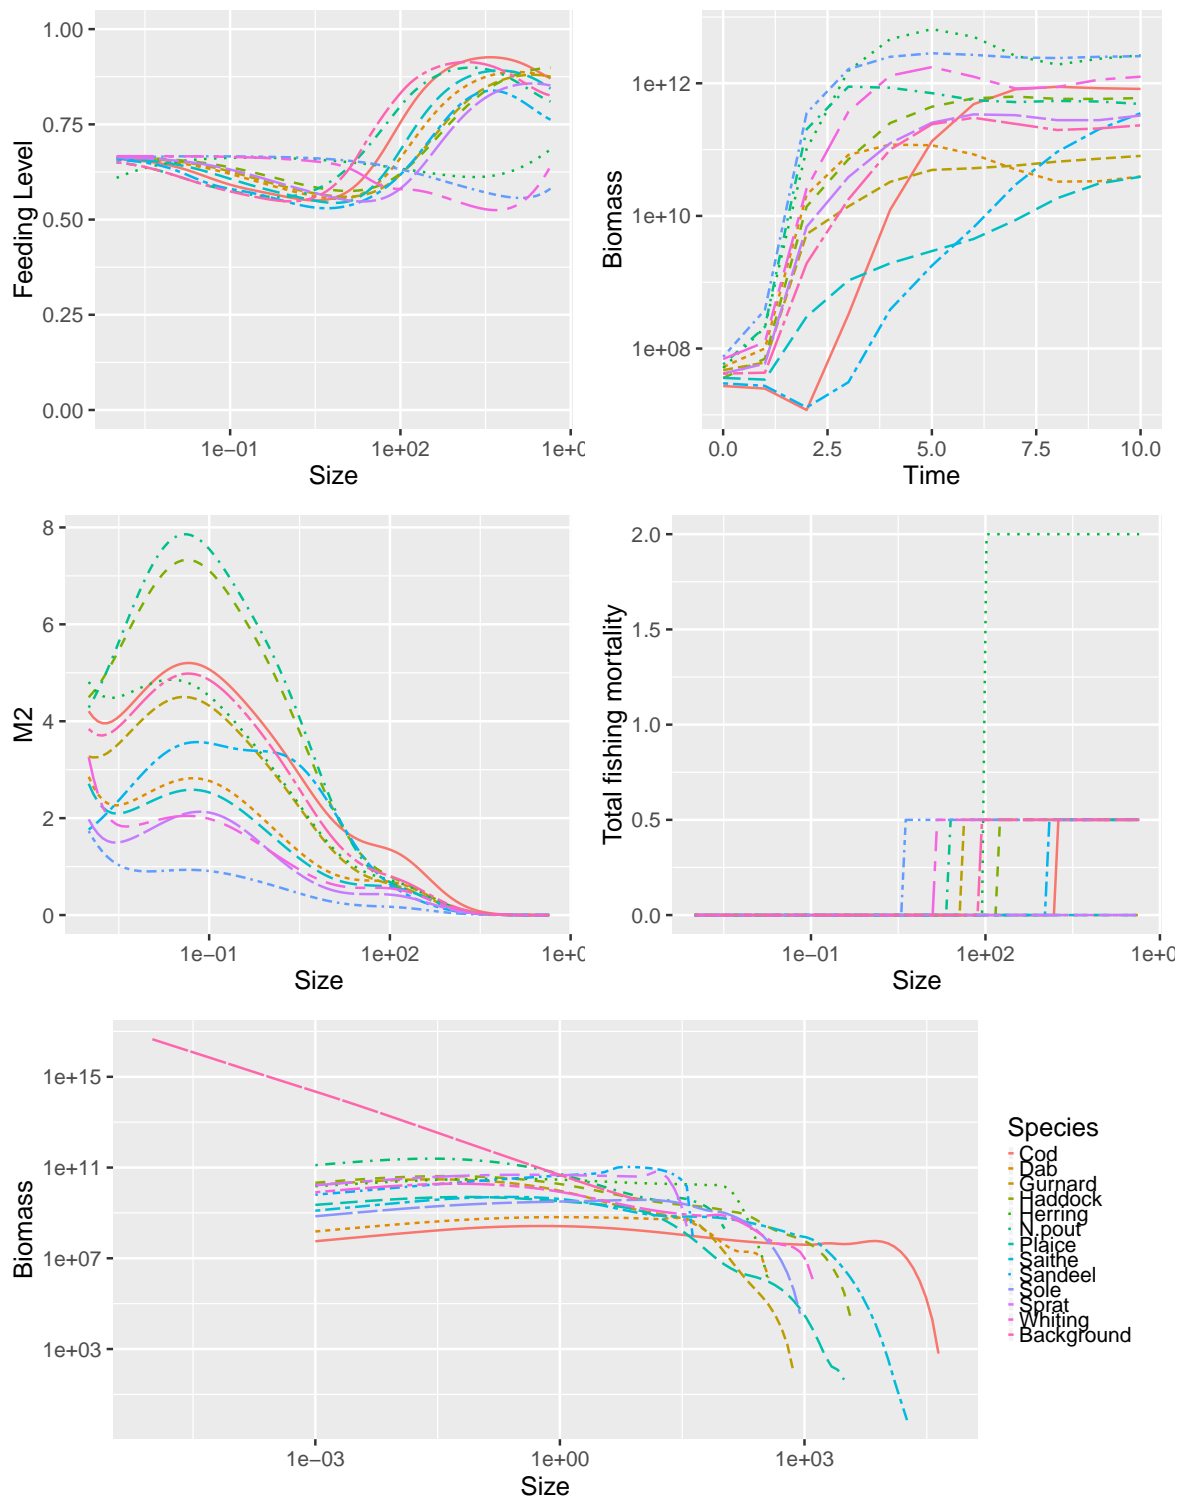 1.00
0.75
0.50
0.25
0.00
Feeding Level
1e−01
1e+02
Size
1e+12
1e+10
1e+08
Biomass
0.0
2.5
5.0
7.5
10.0
Time
8
6
4
2
0
M2
1e−01
1e+02
Size
2.0
1.5
1.0
0.5
0.0
Total fishing mortality
1e−01
1e+02
Size
1e+15
1e+11
1e+07
1e+03
Biomass
1e−03
1e+00
1e+03
Size
Species
Cod
Dab
Gurnard
Haddock
Herring
N.pout
Plaice
Saithe
Sandeel
Sole
Sprat
Whiting
Background